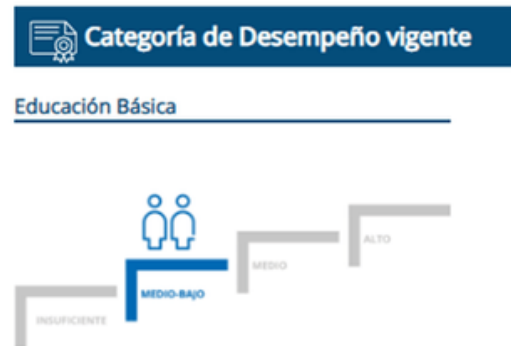 Categoría de Desempeño vigente
Educación Básica
ALTO
MEDIO
MEDIO-BAJO
INSUFICIENTE